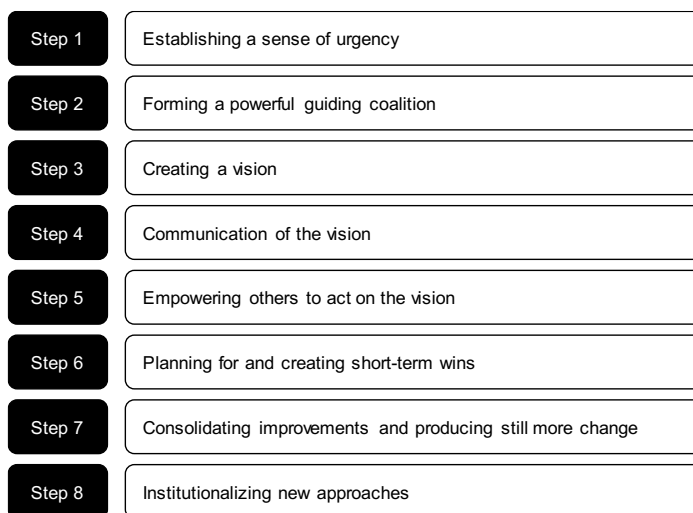 Step 1 Establishing a sense of urgency
Step 2 Forming a powerful guiding coalition
Step 3 Creating a vision
Step 4 Communication of the vision
Step 5 Empowering others to act on the vision
Step 6 Planning for and creating short-term wins
Step 7 Consolidating improvements and producing still more change
Step 8 Institutionalizing new approaches